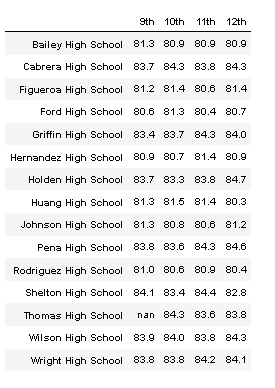 9th 10th 11th 12th
Bailey High School 81.3 80.9 80.9 80.9
Cabrera High School 83.7 84.3 83.8 84.3
Figueroa High School 81.2 81.4 80.6 81.4
Ford High School 80.6 81.3 80.4 80.7
Griffin High School 83.4 83.7 84.3 84.0
Hernandez High School 80.9 80.7 81.4 80.9
Holden High School 83.7 83.3 83.8 84.7
Huang High School 81.3 81.5 81.4 80.3
Johnson High School 81.3 80.8 80.6 81.2
Pena High School 83.8 83.6 84.3 84.6
Rodriguez High School 81.0 80.6 80.9 80.4
Shelton High School 84.1 83.4 84.4 82.8
Thomas High School nan 84.3 83.6 83.8
Wilson High School 83.9 84.0 83.8 84.3
Wright High School 83.8 83.8 84.2 84.1